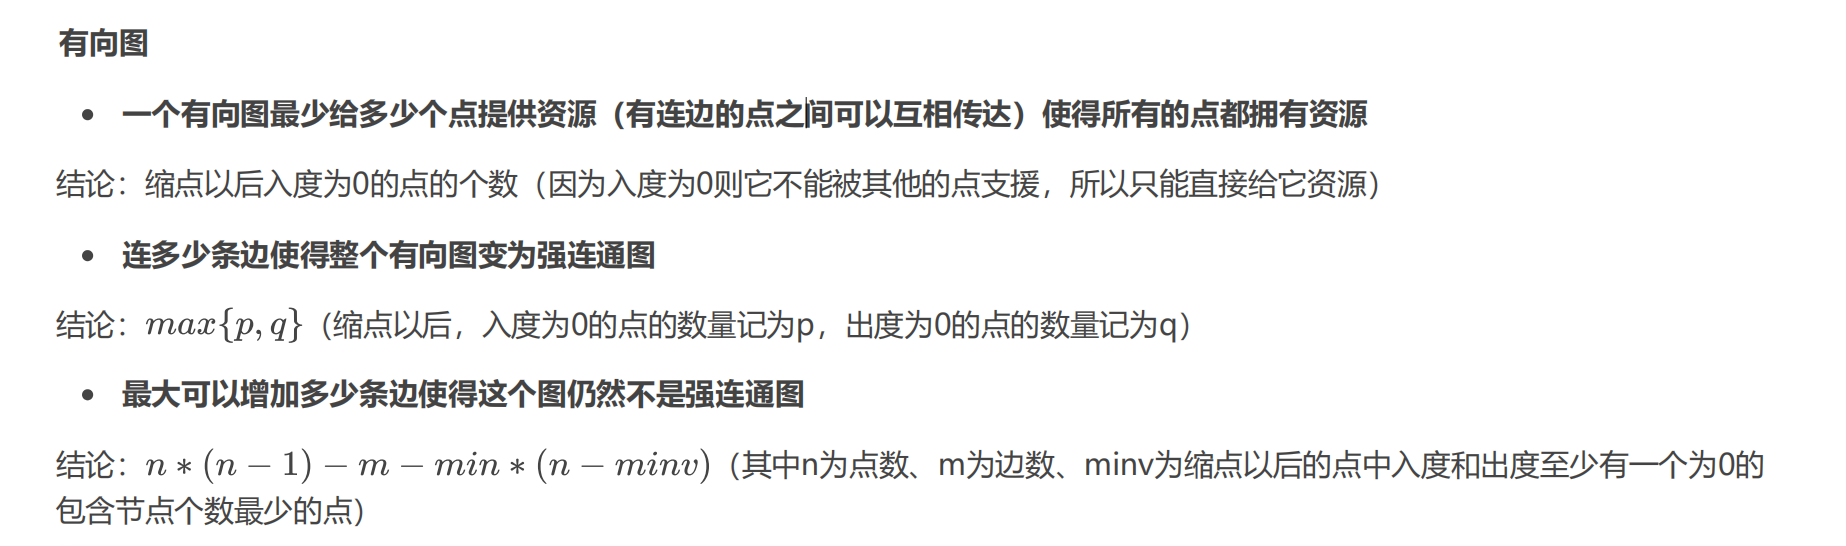 有向图
• 一个有向图最少给多少个点提供资源（有连边的点之间可以互相传达）使得所有的点都拥有资源
结论：缩点以后入度为0的点的个数（因为入度为0则它不能被其他的点支援，所以只能直接给它资源）
• 连多少条边使得整个有向图变为强连通图
结论：max{p, q}（缩点以后，入度为0的点的数量记为p，出度为0的点的数量记为q）
• 最大可以增加多少条边使得这个图仍然不是强连通图
结论：n ∗ (n − 1) − m − min ∗ (n − minv)（其中n为点数、m为边数、minv为缩点以后的点中入度和出度至少有一个为0的
包含节点个数最少的点）